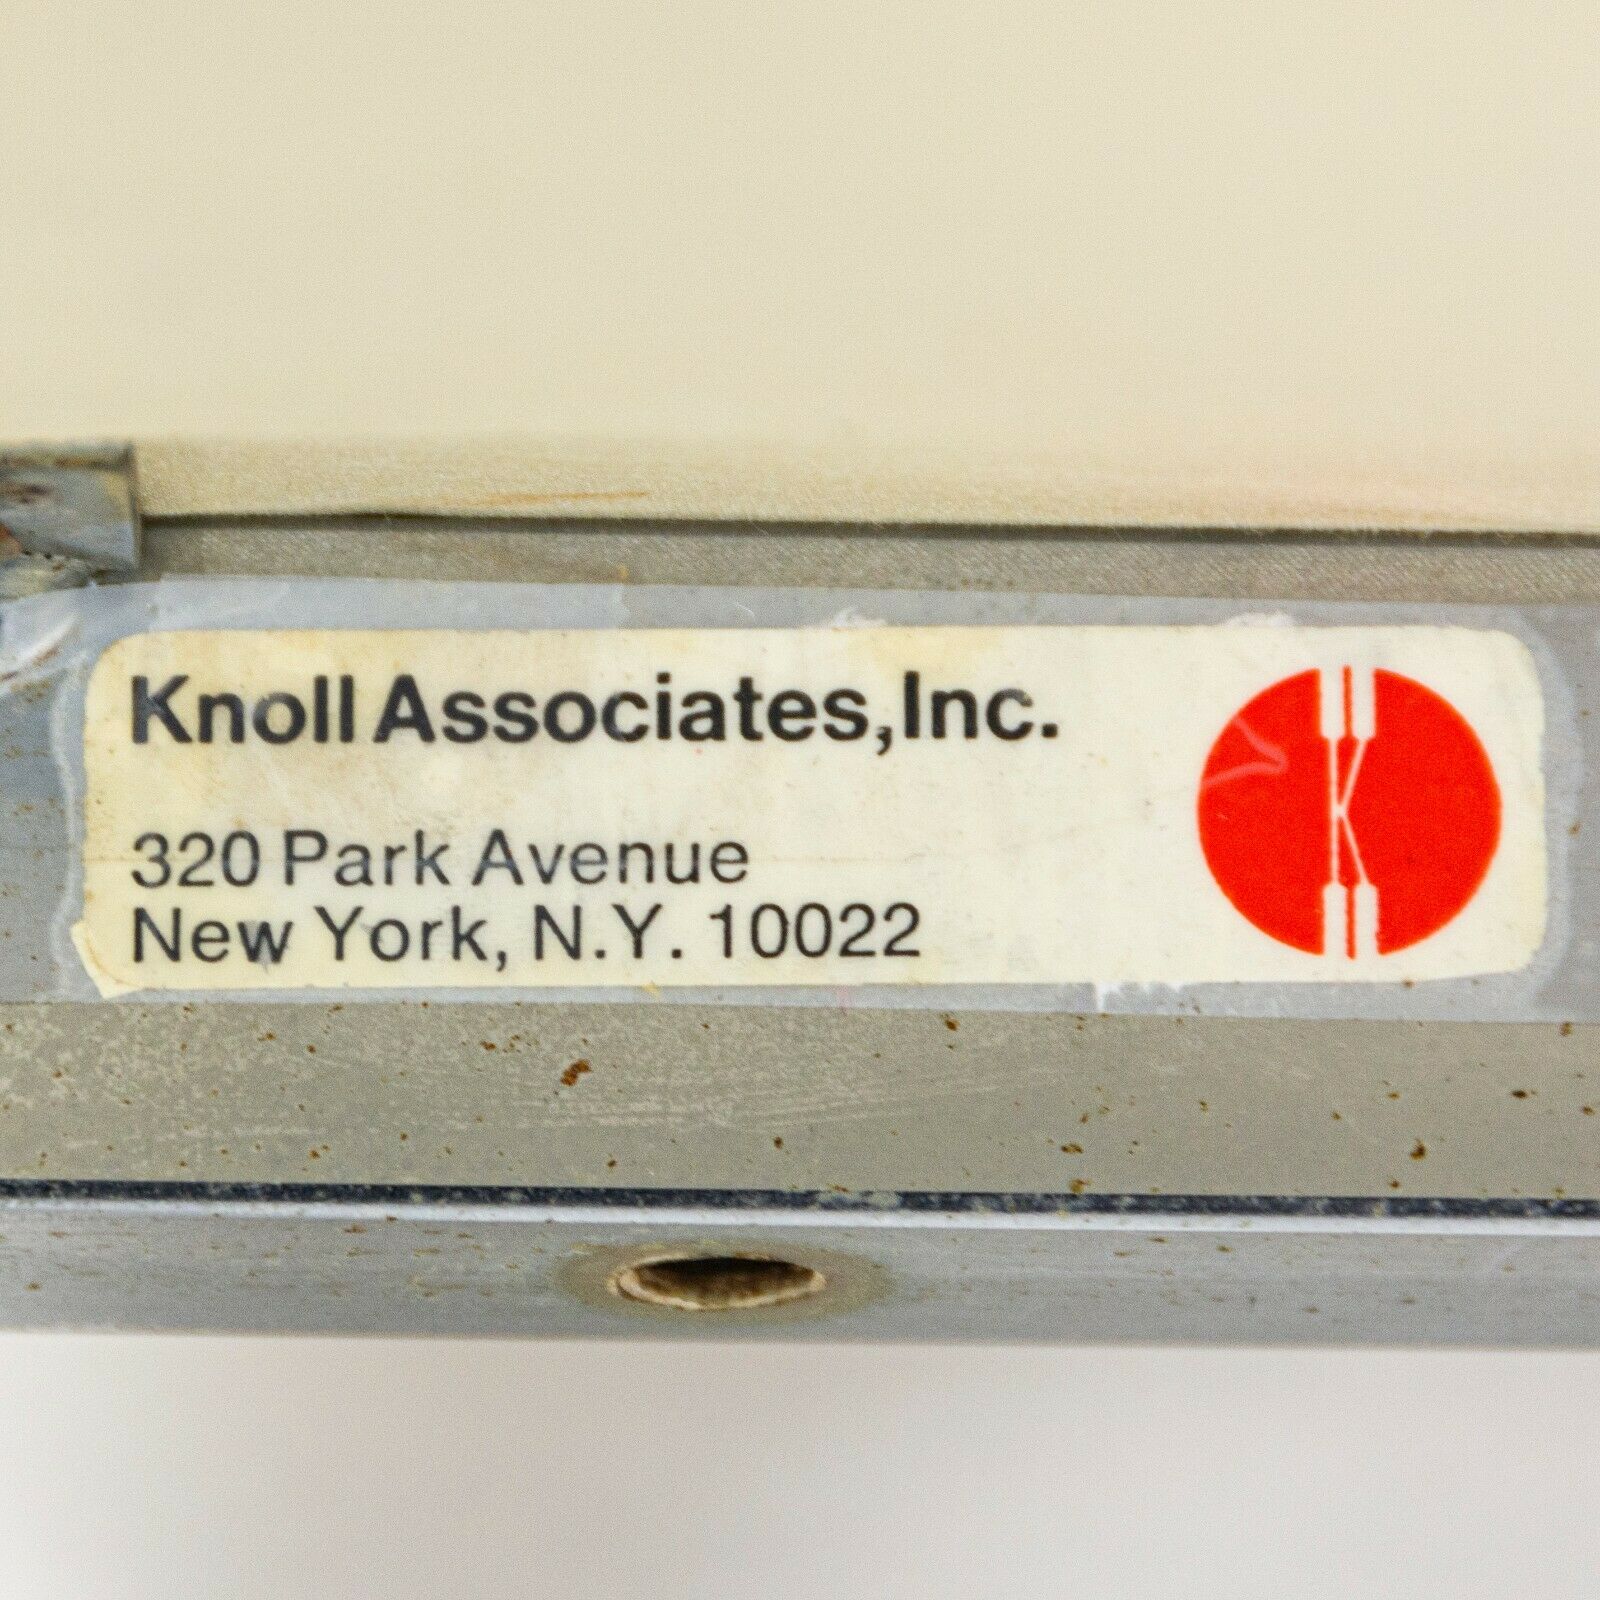 Knoll Associates, Inc.
320 Park Avenue
New York, N.Y. 10022
K